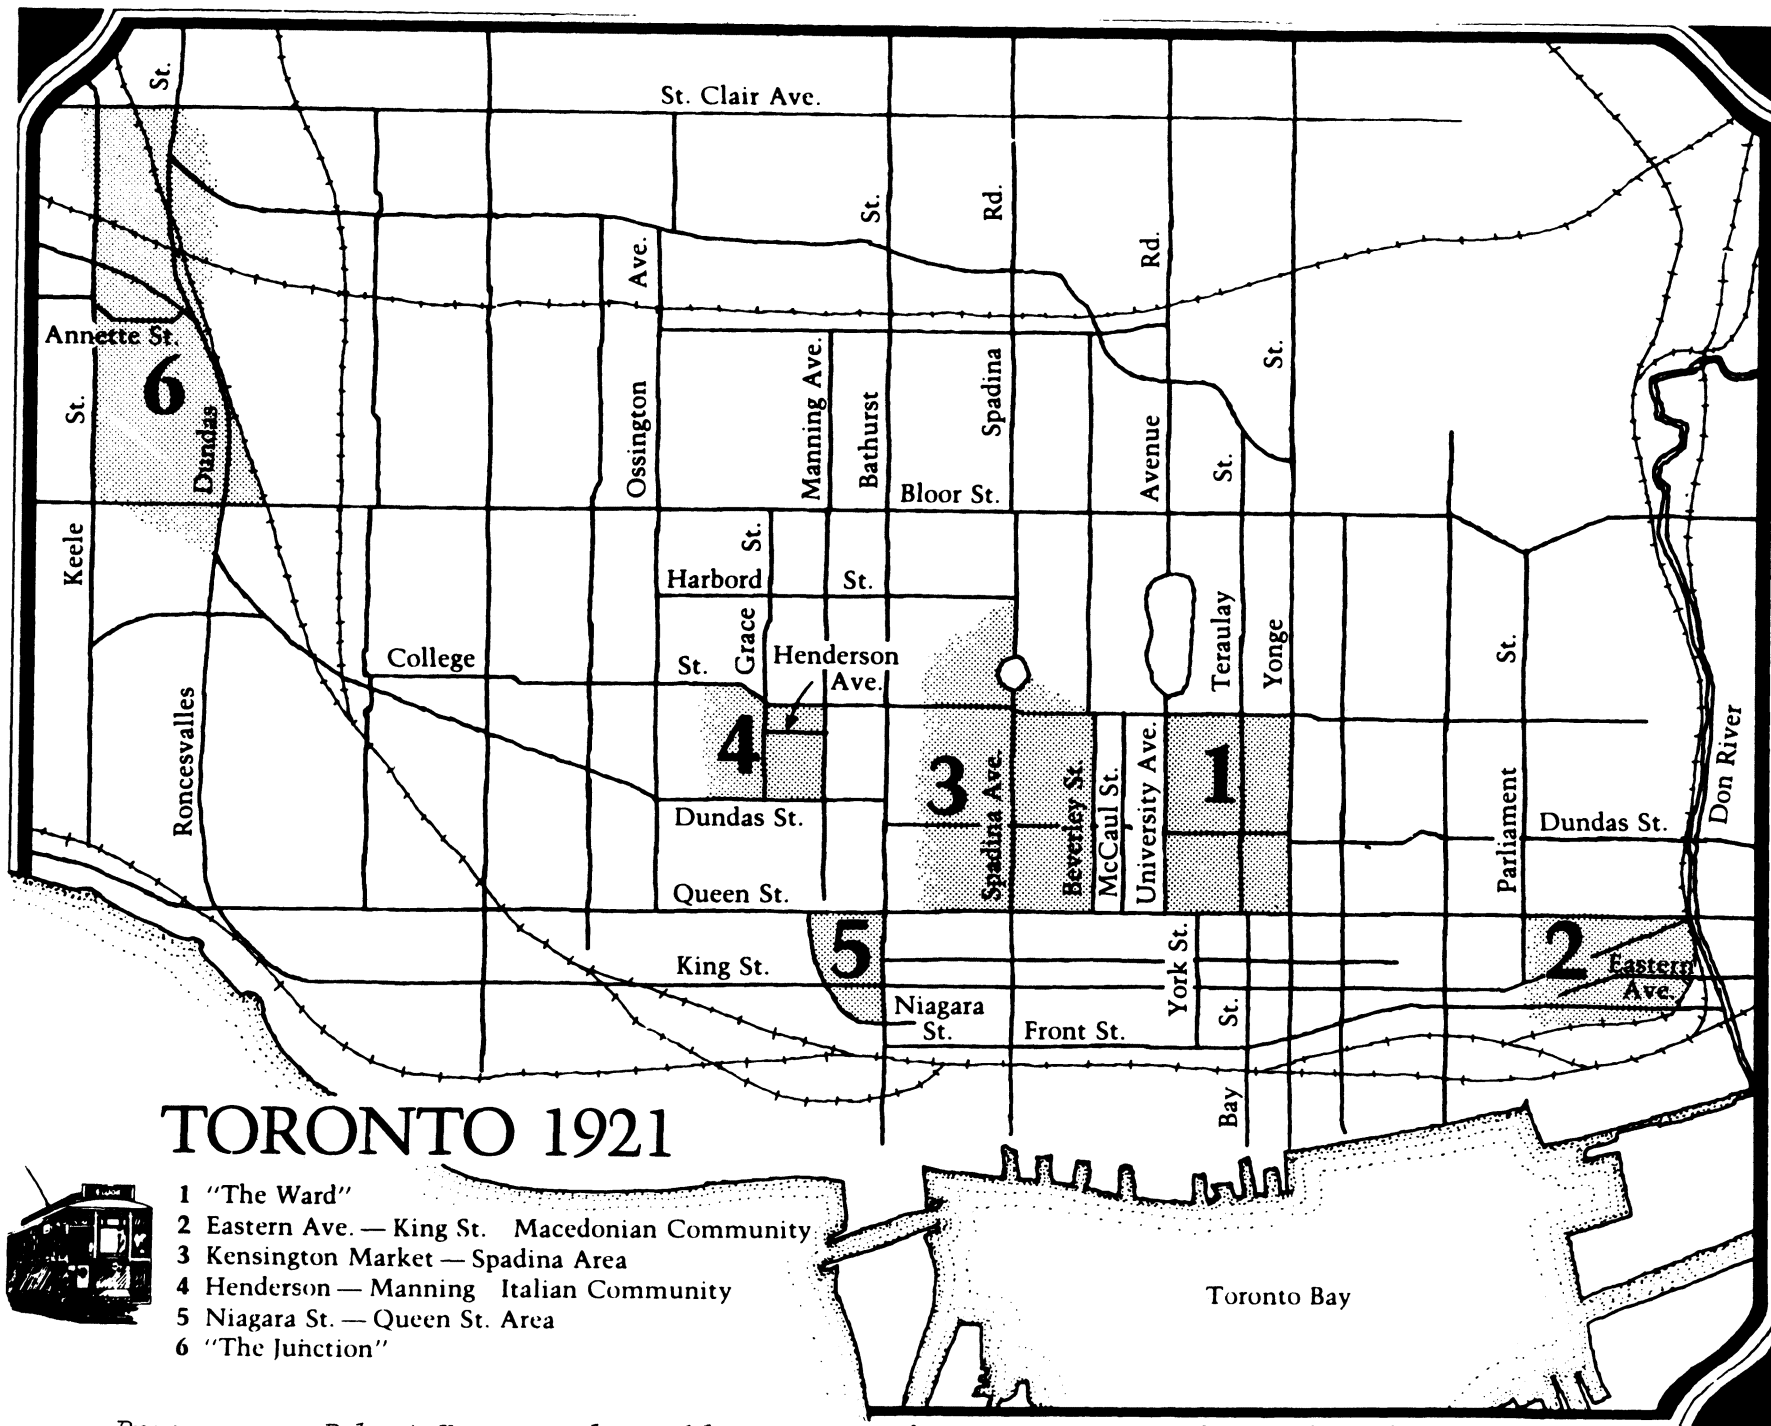 St.
St. Clair Ave.
St.
Rd.
Rd.
Ave.
Annette St.
6
St.
Dundas
Keele
Ossington
Manning Ave.
Bathurst
Spadina
Avenue
St.
St.
Bloor St.
St.
Harbord
St.
Grace
College
St.
Henderson
Ave.
Teraulay
Yonge
St.
Roncesvalles
4
3
1
Spadina Ave.
Beverley St.
McCaul St.
University Ave.
Parliament
Don River
Dundas St.
Dundas St.
Queen St.
5
2
King St.
York St.
Eastern
Ave.
Niagara
St.
Front St.
St.
Bay
TORONTO 1921
1 "The Ward"
2 Eastern Ave. — King St. Macedonian Community
3 Kensington Market — Spadina Area
4 Henderson — Manning Italian Community
5 Niagara St. — Queen St. Area
6 "The Junction"
Toronto Bay